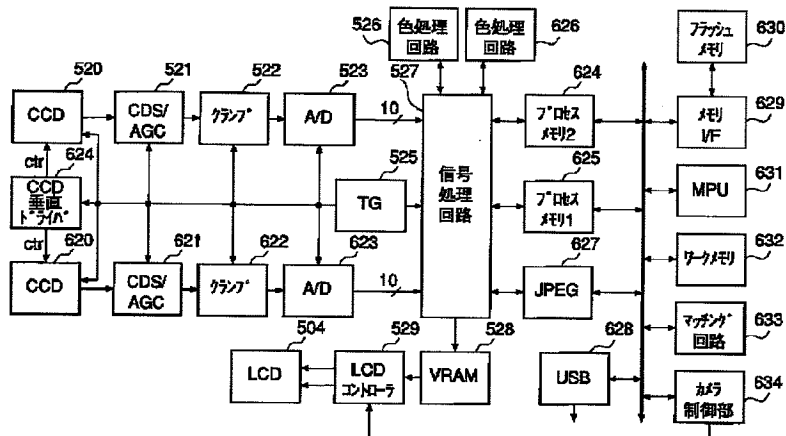 526
色処理
回路
色処理
回路
626
630
フラッシュ
メモリ
520
CCD
521
CDS/
AGC
522
クランプ
523
A/D
10
527
信号
処理
回路
624
プロセス
メモリ2
629
メモリ
I/F
ctr
624
CCD
垂直
ドライバ
ctr
525
TG
625
プロセス
メモリ1
631
MPU
620
CCD
621
CDS/
AGC
622
クランプ
623
A/D
10
627
JPEG
632
ワークメモリ
633
マッチング
回路
504
LCD
529
LCD
コントローラ
528
VRAM
628
USB
634
カメラ
制御部